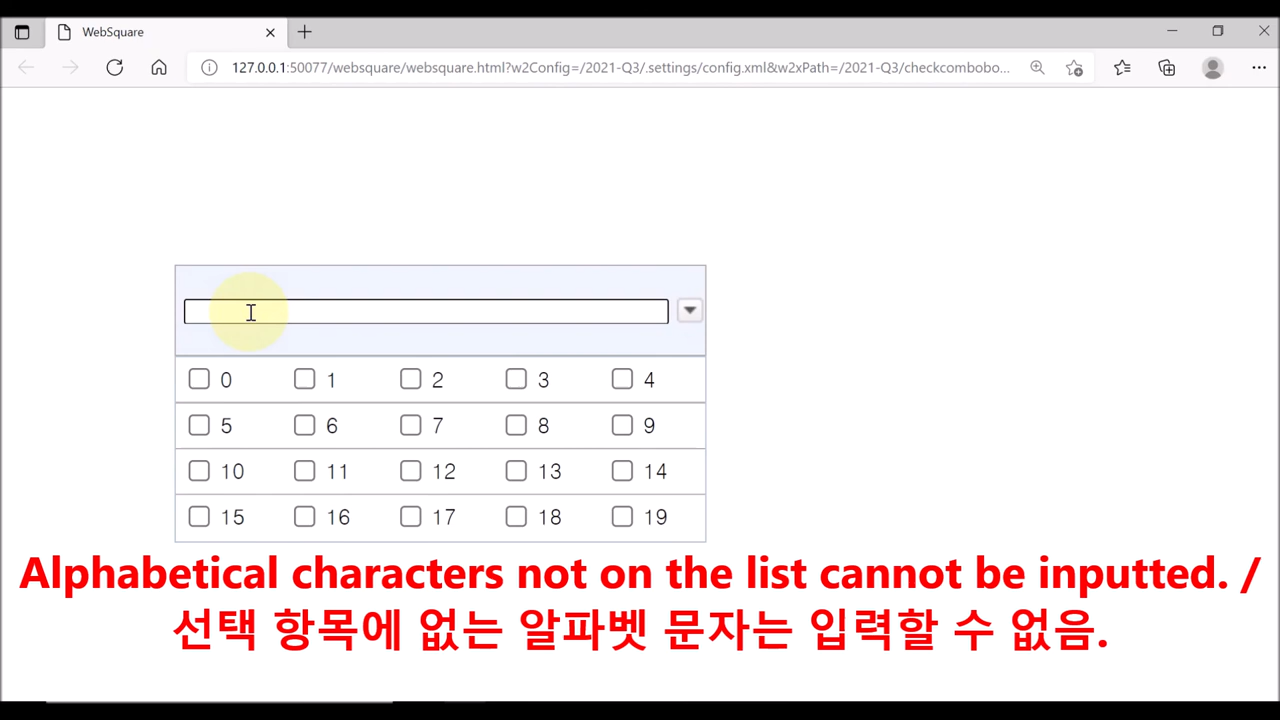 WebSquare
127.0.0.1:50077/websquare/websquare.html?w2Config=/2021-Q3/.settings/config.xml&w2xPath=/2021-Q3/checkcombobo...
0 1 2 3 4
5 6 7 8 9
10 11 12 13 14
15 16 17 18 19
Alphabetical characters not on the list cannot be inputted. /
선택 항목에 없는 알파벳 문자는 입력할 수 없음.